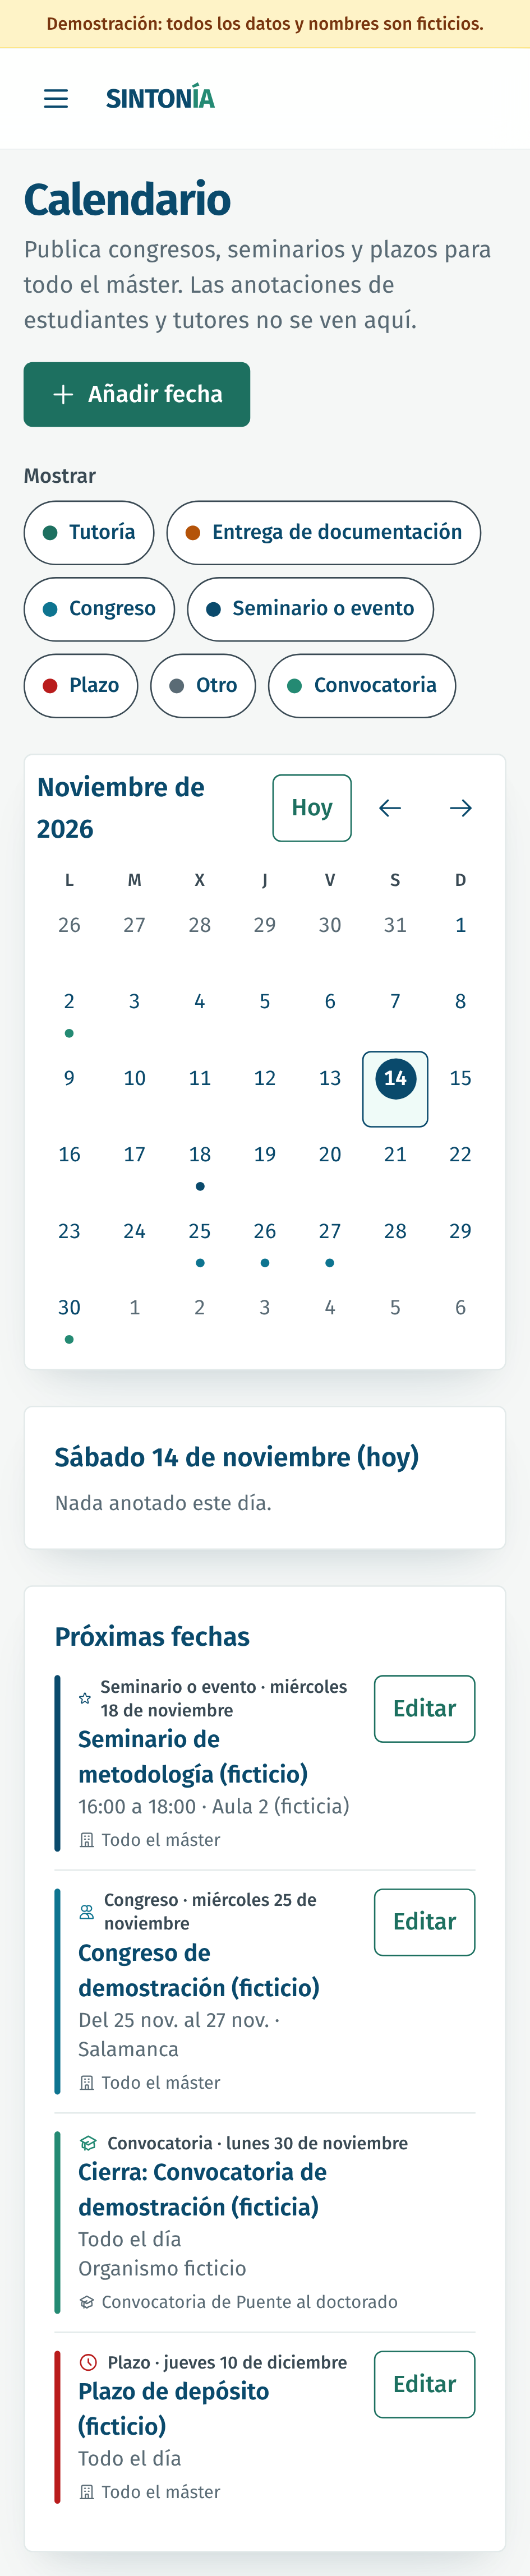 Demostración: todos los datos y nombres son ficticios.
SINTONÍA
Calendario
Publica congresos, seminarios y plazos para
todo el máster. Las anotaciones de
estudiantes y tutores no se ven aquí.
Añadir fecha
Mostrar
Tutoría Entrega de documentación
Congreso Seminario o evento
Plazo Otro Convocatoria
Noviembre de
2026
Hoy
L M X J V S D
26 27 28 29 30 31 1
2 3 4 5 6 7 8
9 10 11 12 13 14 15
16 17 18 19 20 21 22
23 24 25 26 27 28 29
30 1 2 3 4 5 6
Sábado 14 de noviembre (hoy)
Nada anotado este día.
Próximas fechas
Seminario o evento · miércoles
18 de noviembre
Editar
Seminario de
metodología (ficticio)
16:00 a 18:00 · Aula 2 (ficticia)
Todo el máster
Congreso · miércoles 25 de
noviembre
Editar
Congreso de
demostración (ficticio)
Del 25 nov. al 27 nov. ·
Salamanca
Todo el máster
Convocatoria · lunes 30 de noviembre
Cierra: Convocatoria de
demostración (ficticia)
Todo el día
Organismo ficticio
Convocatoria de Puente al doctorado
Plazo · jueves 10 de diciembre
Editar
Plazo de depósito
(ficticio)
Todo el día
Todo el máster